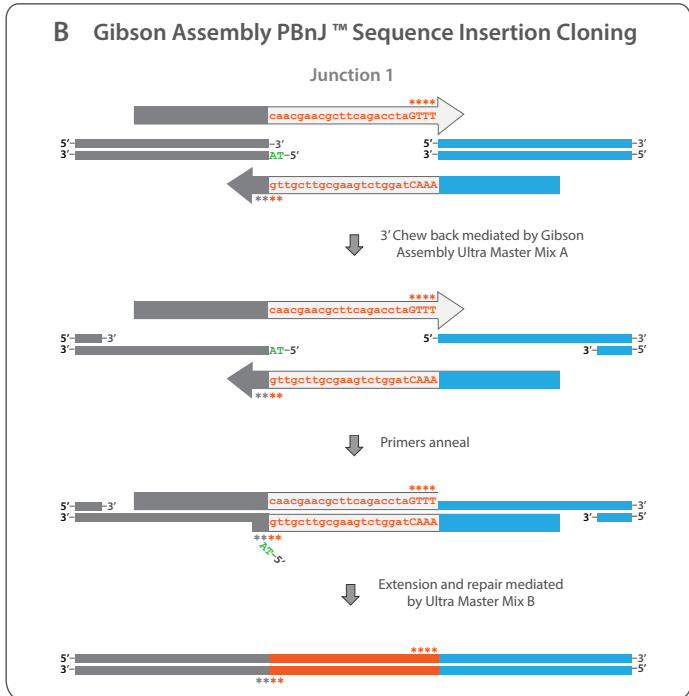 B Gibson Assembly PBnJ ™ Sequence Insertion Cloning
Junction 1
****
caacgaacgcttcagacctaGTTT
5’ 3’ 5’ 3’
3’ AT 5’ 3’ 5’
gttgcttgcgaagtctggatCAAA
****
3’ Chew back mediated by Gibson
Assembly Ultra Master Mix A
****
caacgaacgcttcagacctaGTTT
5’ 3’ 5’ 3’
3’ AT 5’ 3’ 5’
gttgcttgcgaagtctggatCAAA
****
Primers anneal
****
caacgaacgcttcagacctaGTTT
5’ 3’ 3’
3’ gttgcttgcgaagtctggatCAAA 3’ 5’
****
AT 5’
Extension and repair mediated
by Ultra Master Mix B
****
5’ 3’
3’ 5’
****